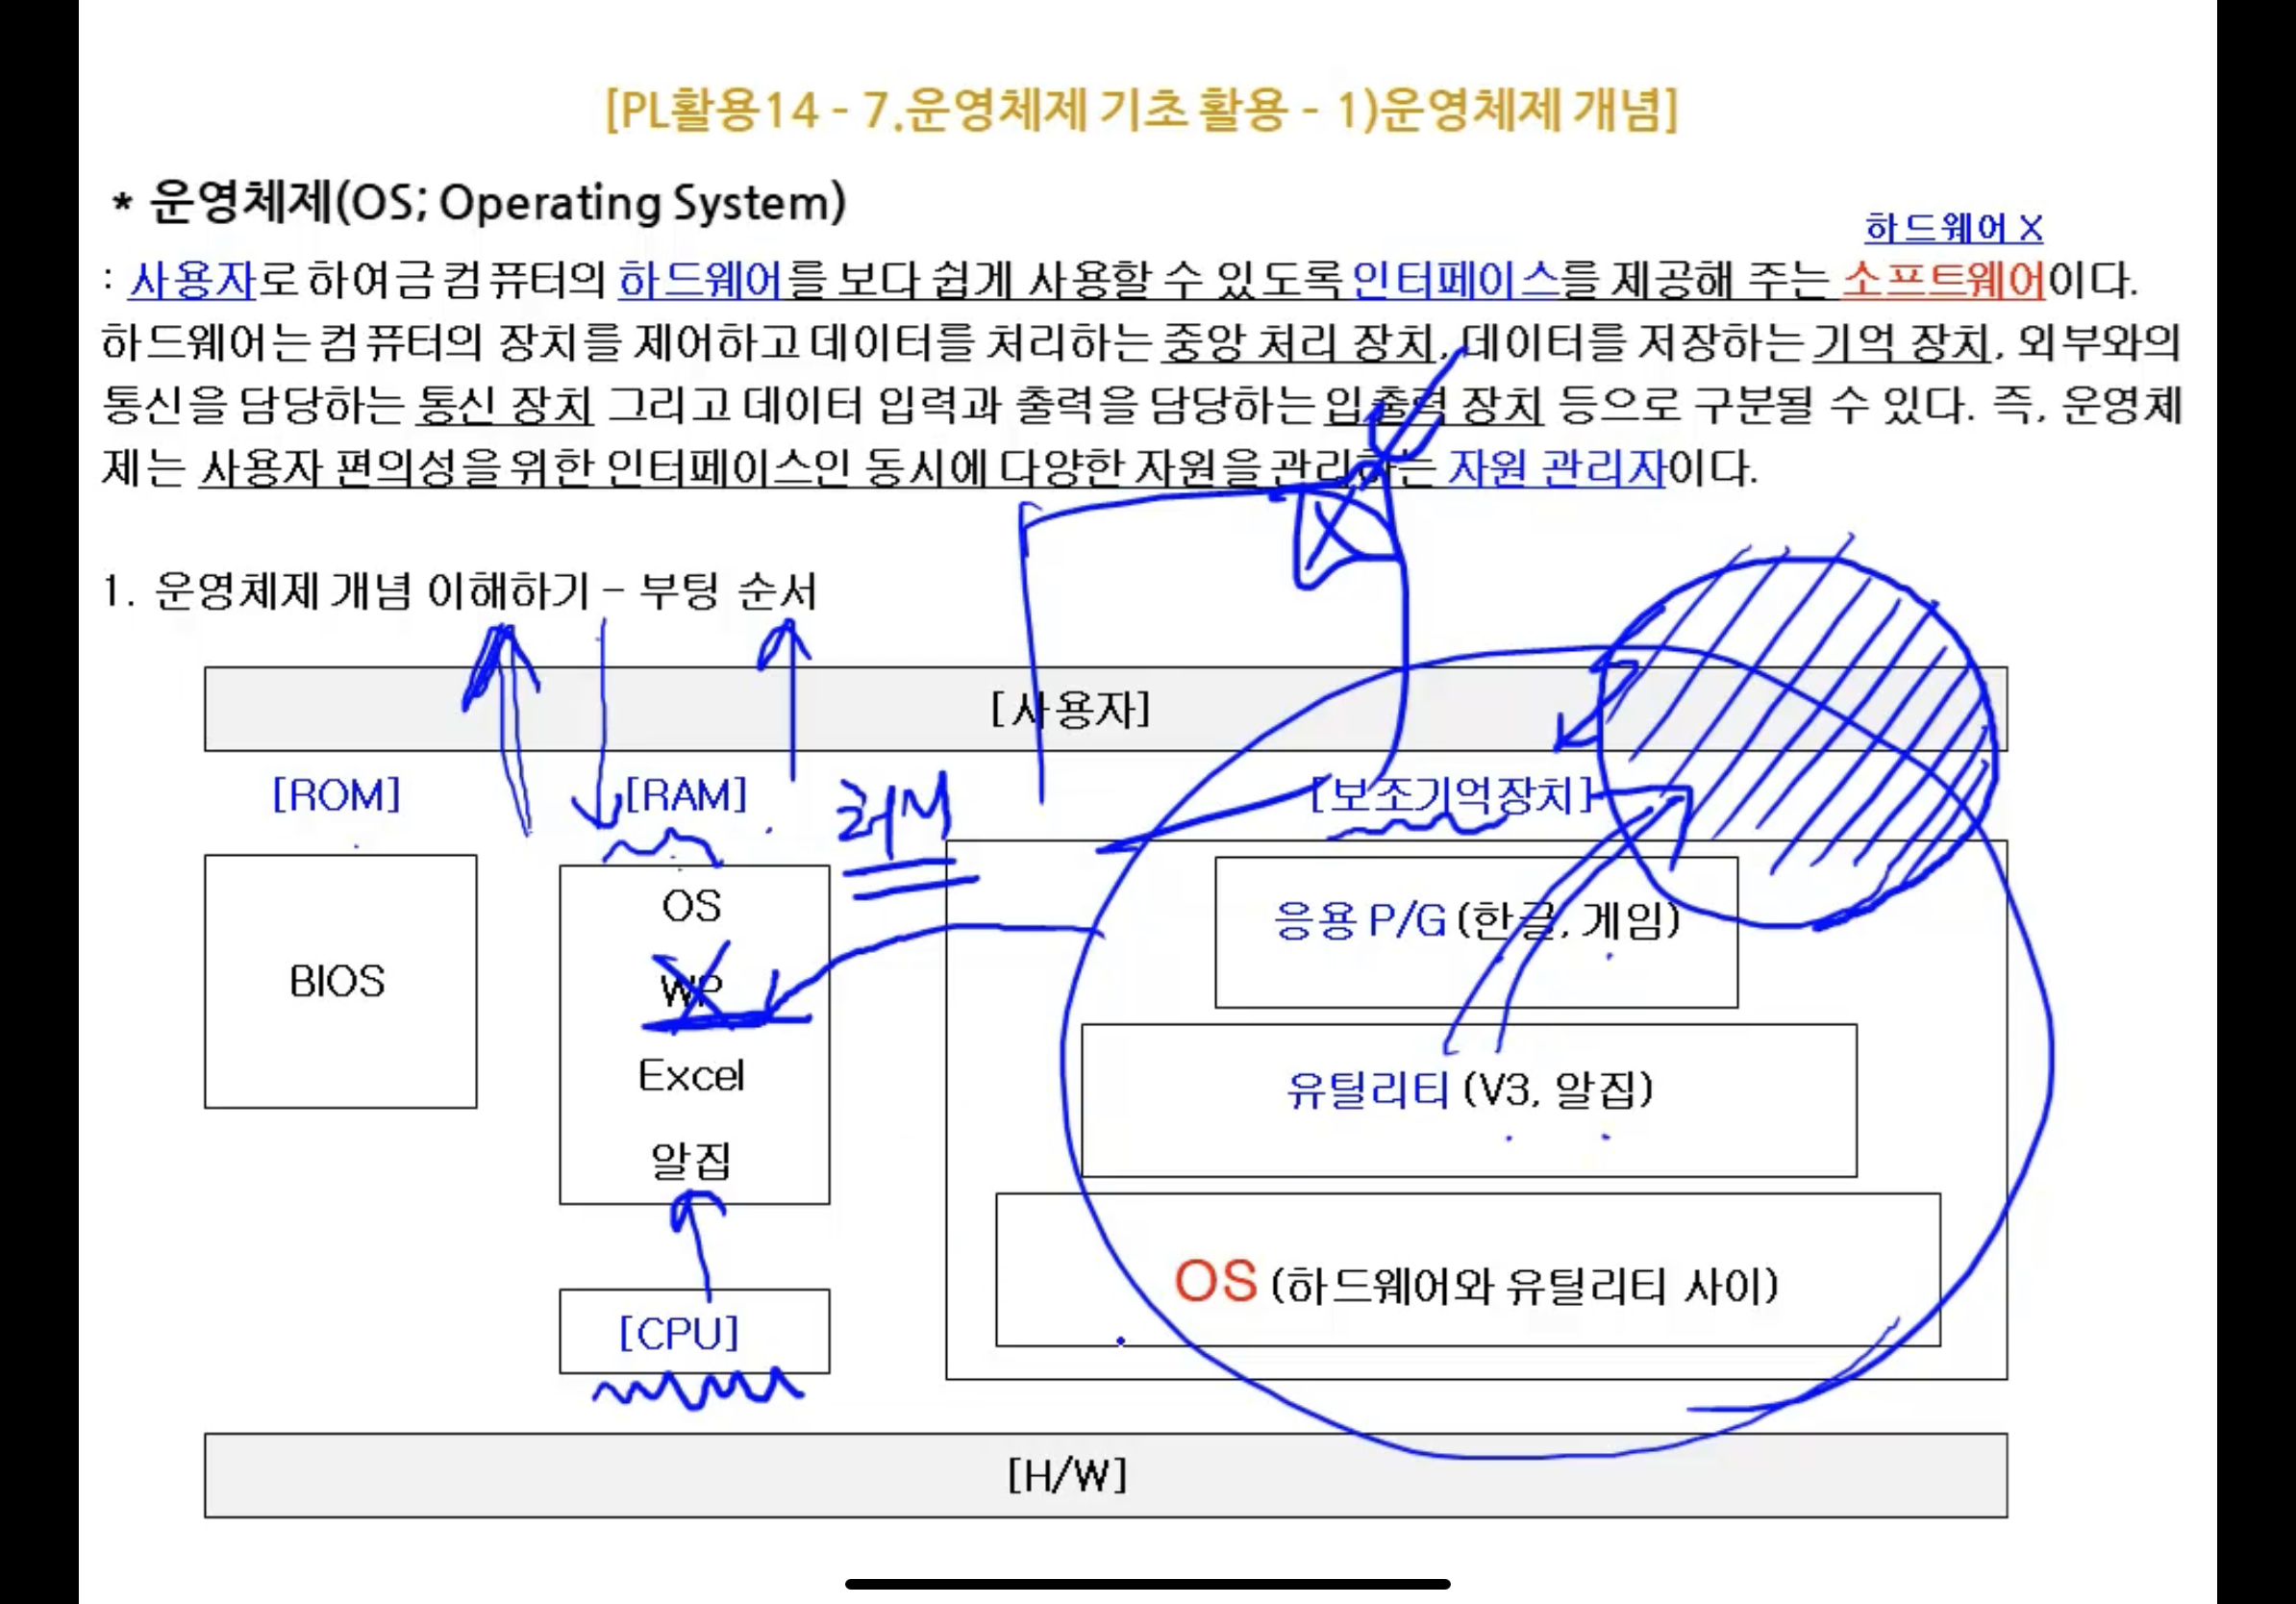 [PL활용14 - 7.운영체제 기초 활용 - 1)운영체제 개념]
* 운영체제(OS; Operating System)
하드웨어 X
: 사용자로 하여금 컴퓨터의 하드웨어를 보다 쉽게 사용할 수 있도록 인터페이스를 제공해 주는 소프트웨어이다.
하드웨어는 컴퓨터의 장치를 제어하고 데이터를 처리하는 중앙 처리 장치, 데이터를 저장하는 기억 장치, 외부와의
통신을 담당하는 통신 장치 그리고 데이터 입력과 출력을 담당하는 입출력 장치 등으로 구분될 수 있다. 즉, 운영체
제는 사용자 편의성을 위한 인터페이스인 동시에 다양한 자원을 관리하는 자원 관리자이다.
1. 운영체제 개념 이해하기 - 부팅 순서
[사용자]
[ROM]
[RAM]
[보조기억장치]
BIOS
OS
WP
Excel
알집
[CPU]
응용 P/G (한글, 게임)
유틸리티 (V3, 알집)
OS (하드웨어와 유틸리티 사이)
[H/W]